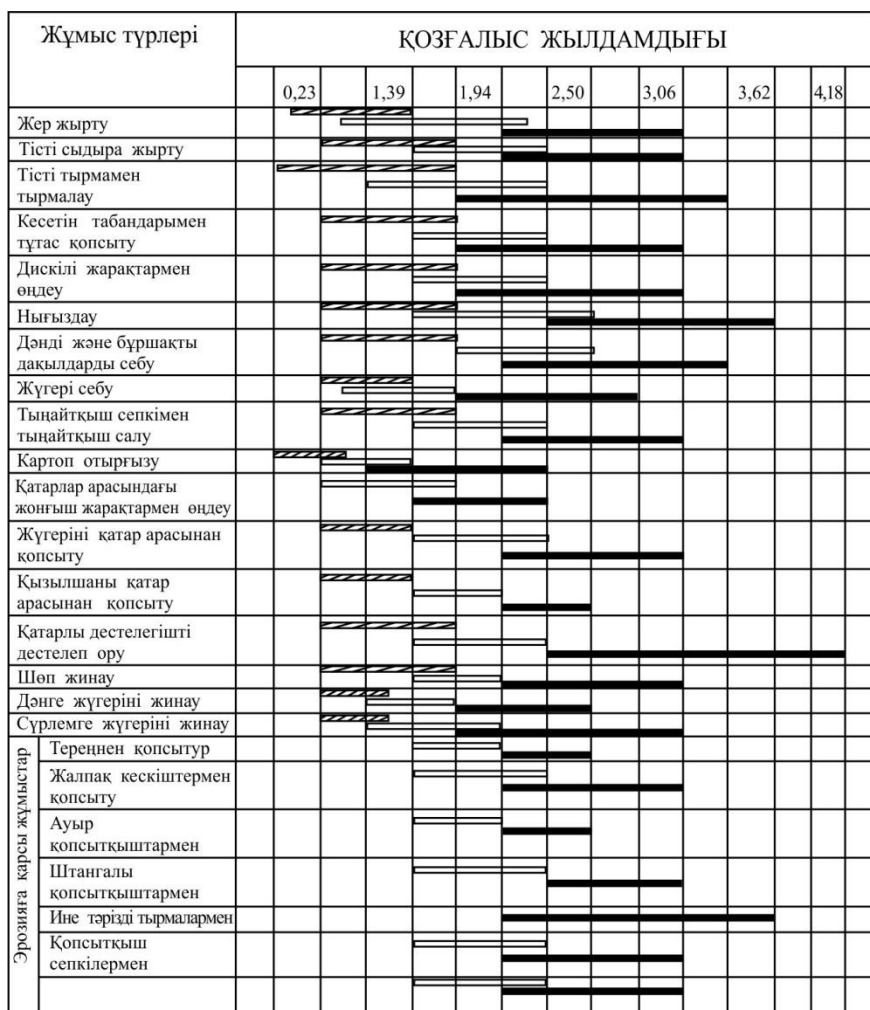 Жұмыс түрлері
ҚОЗҒАЛЫС ЖЫЛДАМДЫҒЫ
0,23 1,39 1,94 2,50 3,06 3,62 4,18
Жер жырту
Тісті сыдыра жырту
Тісті тырмамен
тырмалау
Кесетін табандарымен
тұтас қопсыту
Дискілі жарақтармен
өңдеу
Нығыздау
Дәнді және бұршақты
дақылдарды себу
Жүгері себу
Тыңайтқыш сепкімен
тыңайтқыш салу
Картоп отырғызу
Қатарлар арасындағы
жонғыш жарақтармен өңдеу
Жүгеріні қатар арасынан
қопсыту
Қызылшаны қатар
арасынан қопсыту
Қатарлы дестелегішті
дестелеп ору
Шөп жинау
Дәнге жүгеріні жинау
Сүрлемге жүгеріні жинау
Эрозияға қарсы жұмыстар
Тереңнен қопсытур
Жалпақ кескіштермен
қопсыту
Ауыр
қопсытқыштармен
Штангалы
қопсытқыштармен
Ине тәрізді тырмалармен
Қопсытқыш
сепкілермен